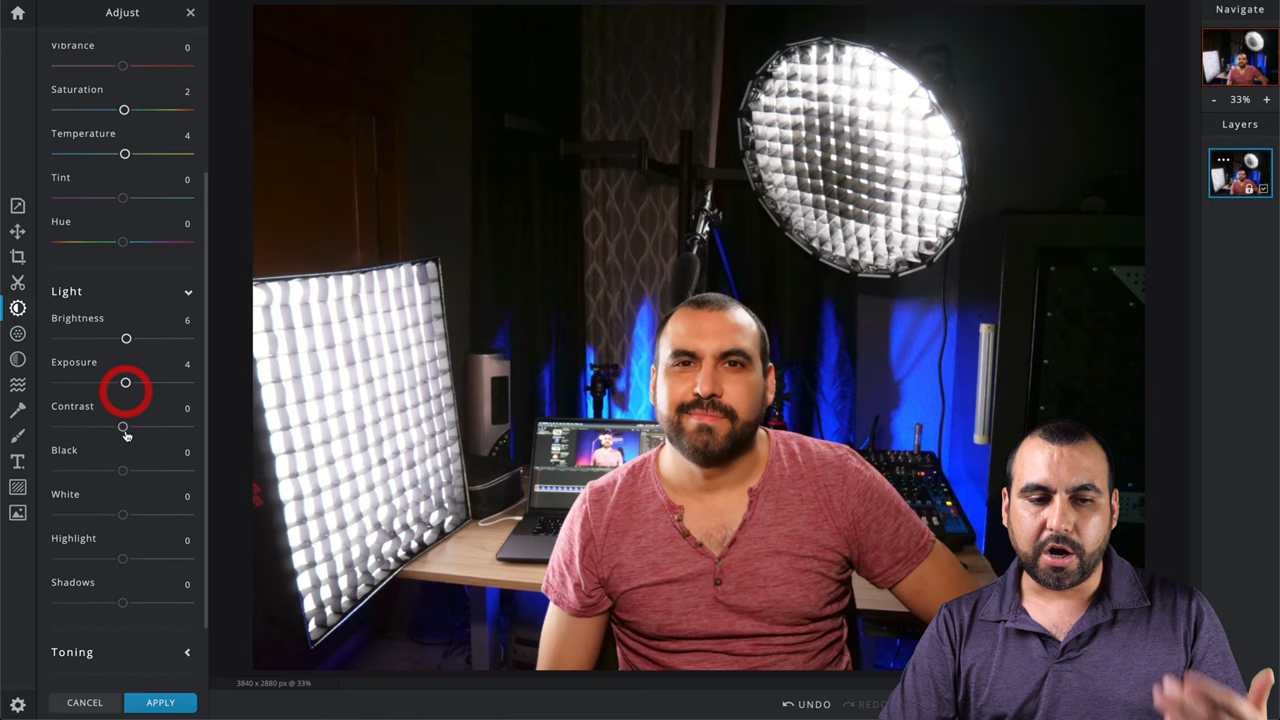 Adjust
Vibrance 0
Saturation 2
Temperature 4
Tint 0
Hue 0
Light
Brightness 6
Exposure 4
Contrast 0
Black 0
White 0
Highlight 0
Shadows 0
Toning
CANCEL
APPLY
3840 x 2880 px @ 33%
UNDO
REDO
Navigate
- 33% +
Layers